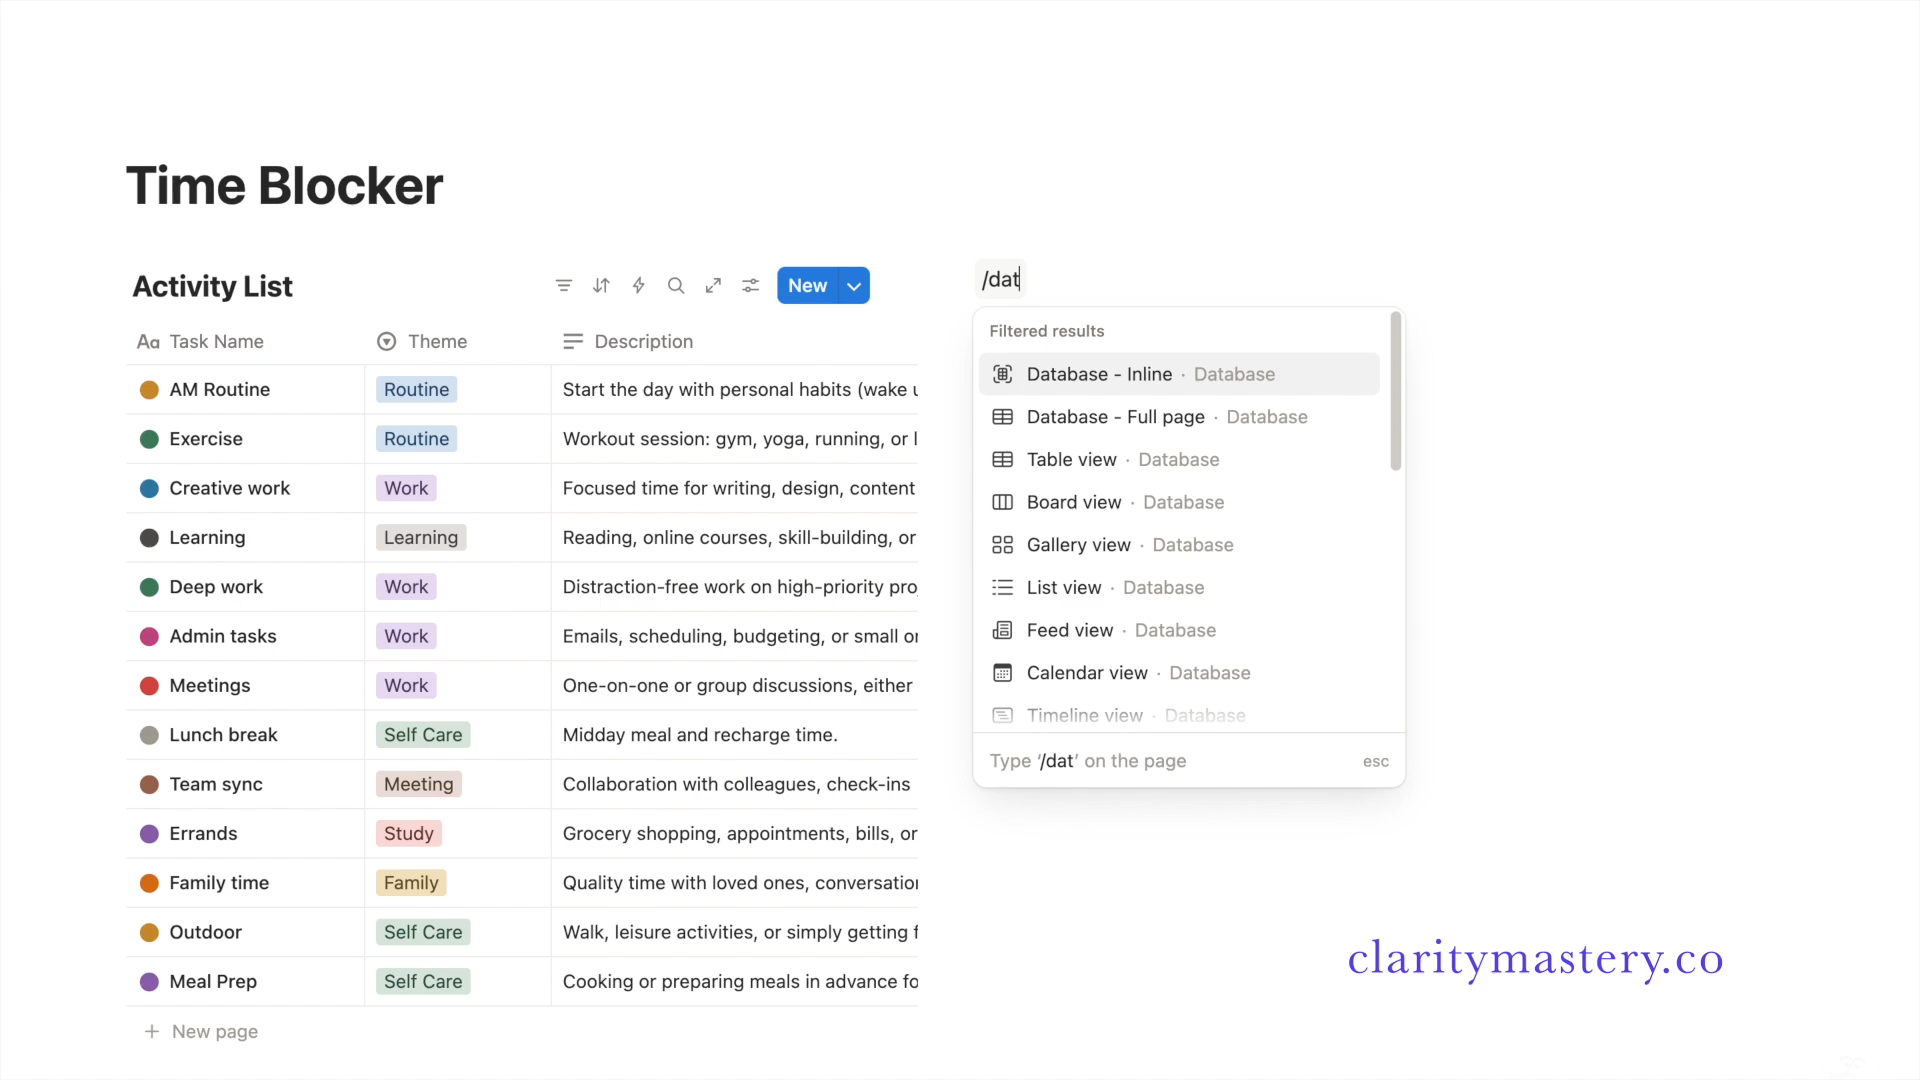 Time Blocker
Activity List
New
Aa Task Name Theme Description
AM Routine Routine Start the day with personal habits (wake u
Exercise Routine Workout session: gym, yoga, running, or l
Creative work Work Focused time for writing, design, content
Learning Learning Reading, online courses, skill-building, or
Deep work Work Distraction-free work on high-priority pro
Admin tasks Work Emails, scheduling, budgeting, or small or
Meetings Work One-on-one or group discussions, either
Lunch break Self Care Midday meal and recharge time.
Team sync Meeting Collaboration with colleagues, check-ins
Errands Study Grocery shopping, appointments, bills, or
Family time Family Quality time with loved ones, conversation
Outdoor Self Care Walk, leisure activities, or simply getting f
Meal Prep Self Care Cooking or preparing meals in advance fo
+ New page
/dat
Filtered results
Database - Inline · Database
Database - Full page · Database
Table view · Database
Board view · Database
Gallery view · Database
List view · Database
Feed view · Database
Calendar view · Database
Timeline view · Database
Type ‘/dat’ on the page esc
claritymastery.co